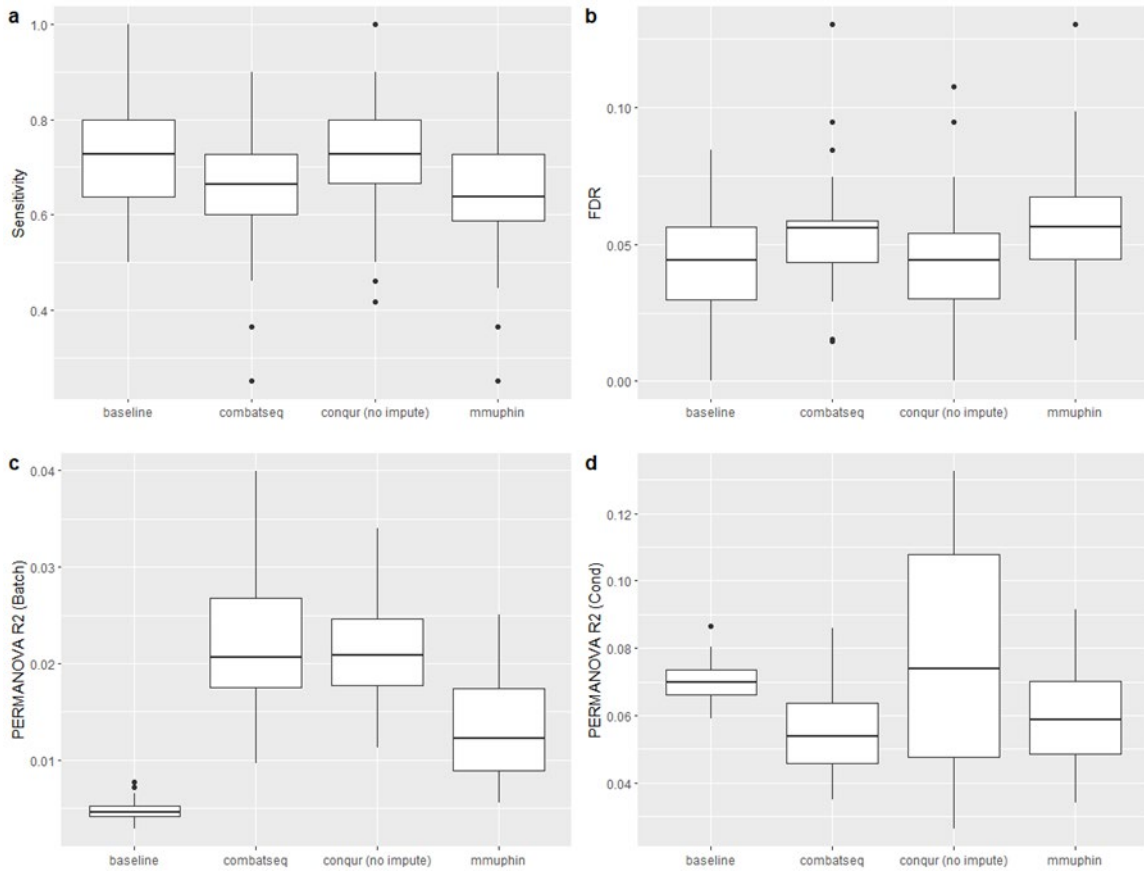 a
1.0
0.8
0.6
0.4
Sensitivity
baseline combatseq conqur (no impute) mmuphin
b
0.10
0.05
0.00
FDR
baseline combatseq conqur (no impute) mmuphin
c
0.04
0.03
0.02
0.01
PERMANOVA R2 (Batch)
baseline combatseq conqur (no impute) mmuphin
d
0.12
0.10
0.08
0.06
0.04
PERMANOVA R2 (Cond)
baseline combatseq conqur (no impute) mmuphin